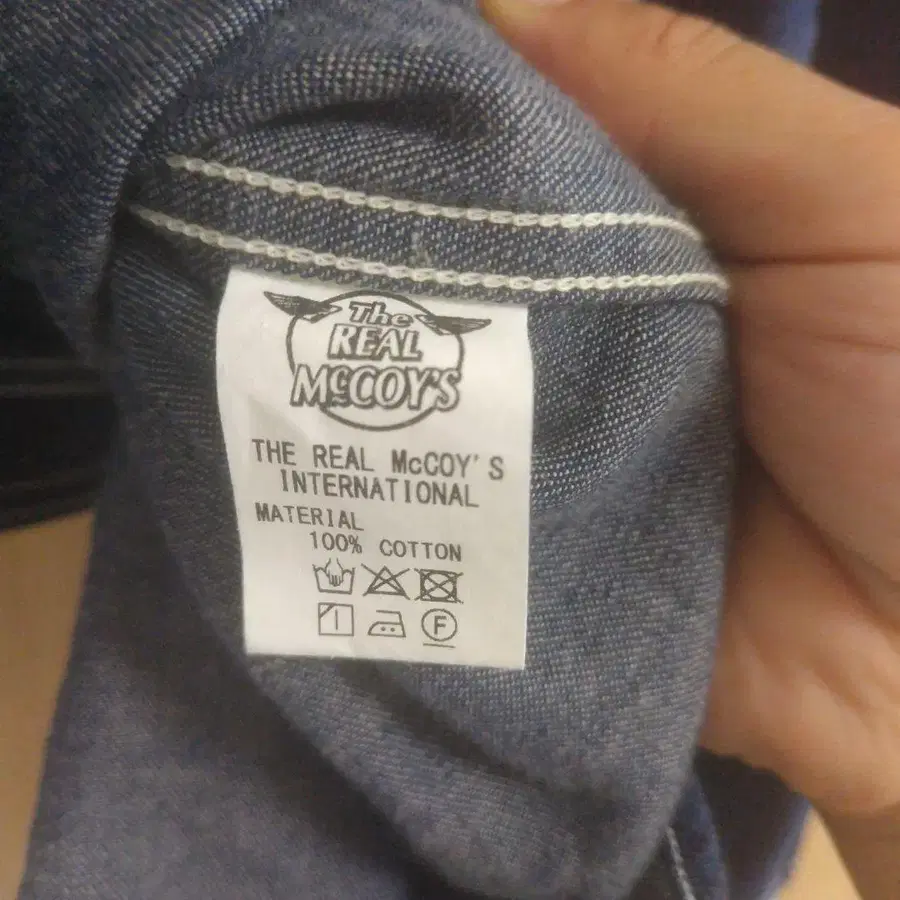 The
REAL
McCOY'S
THE REAL McCOY'S
INTERNATIONAL
MATERIAL
100% COTTON
F